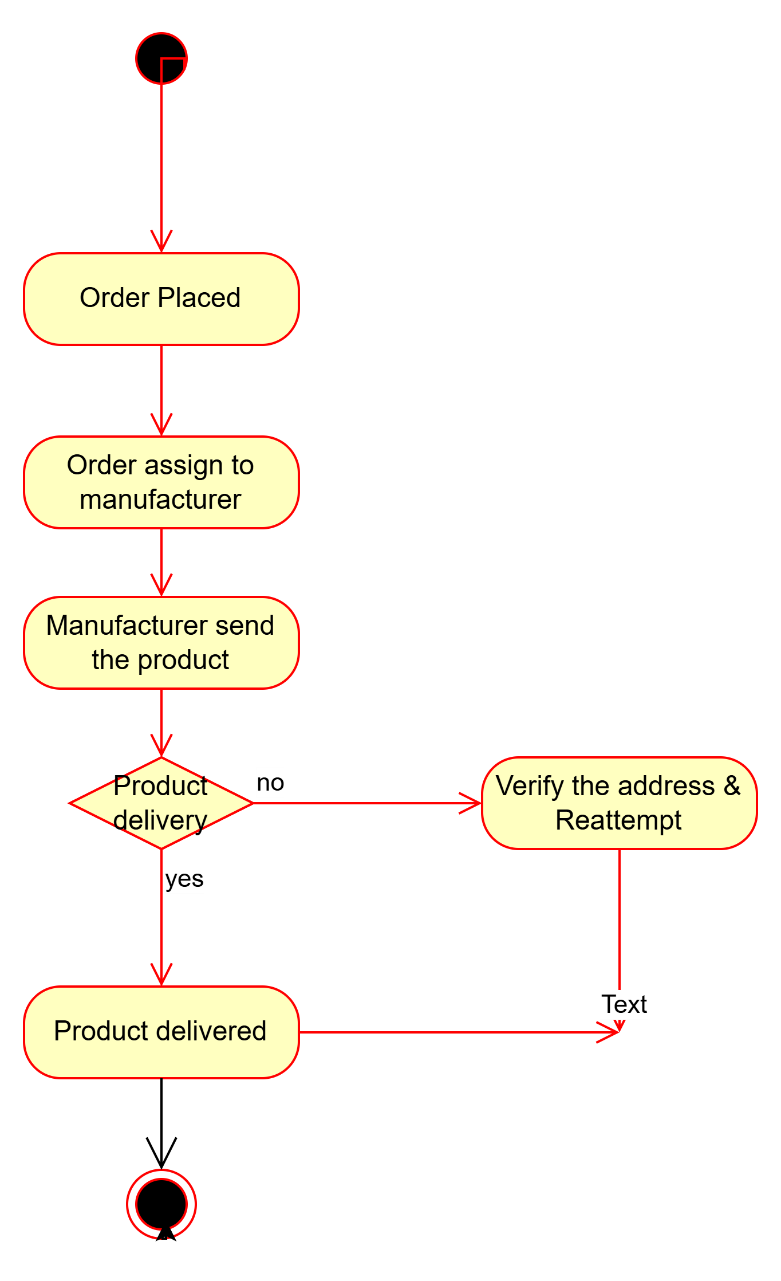 Order Placed
Order assign to
manufacturer
Manufacturer send
the product
Product
delivery
no
Verify the address &
Reattempt
yes
Text
Product delivered